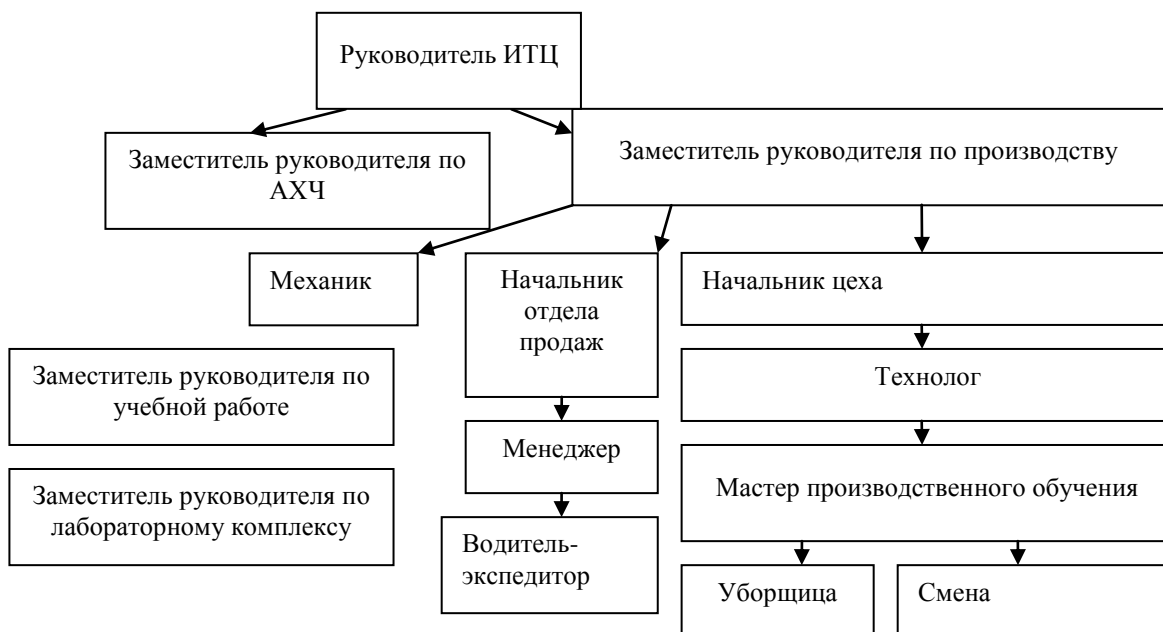 Руководитель ИТЦ
Заместитель руководителя по
АХЧ
Заместитель руководителя по производству
Механик
Начальник
отдела
продаж
Начальник цеха
Заместитель руководителя по
учебной работе
Технолог
Менеджер
Мастер производственного обучения
Заместитель руководителя по
лабораторному комплексу
Водитель-
экспедитор
Уборщица
Смена